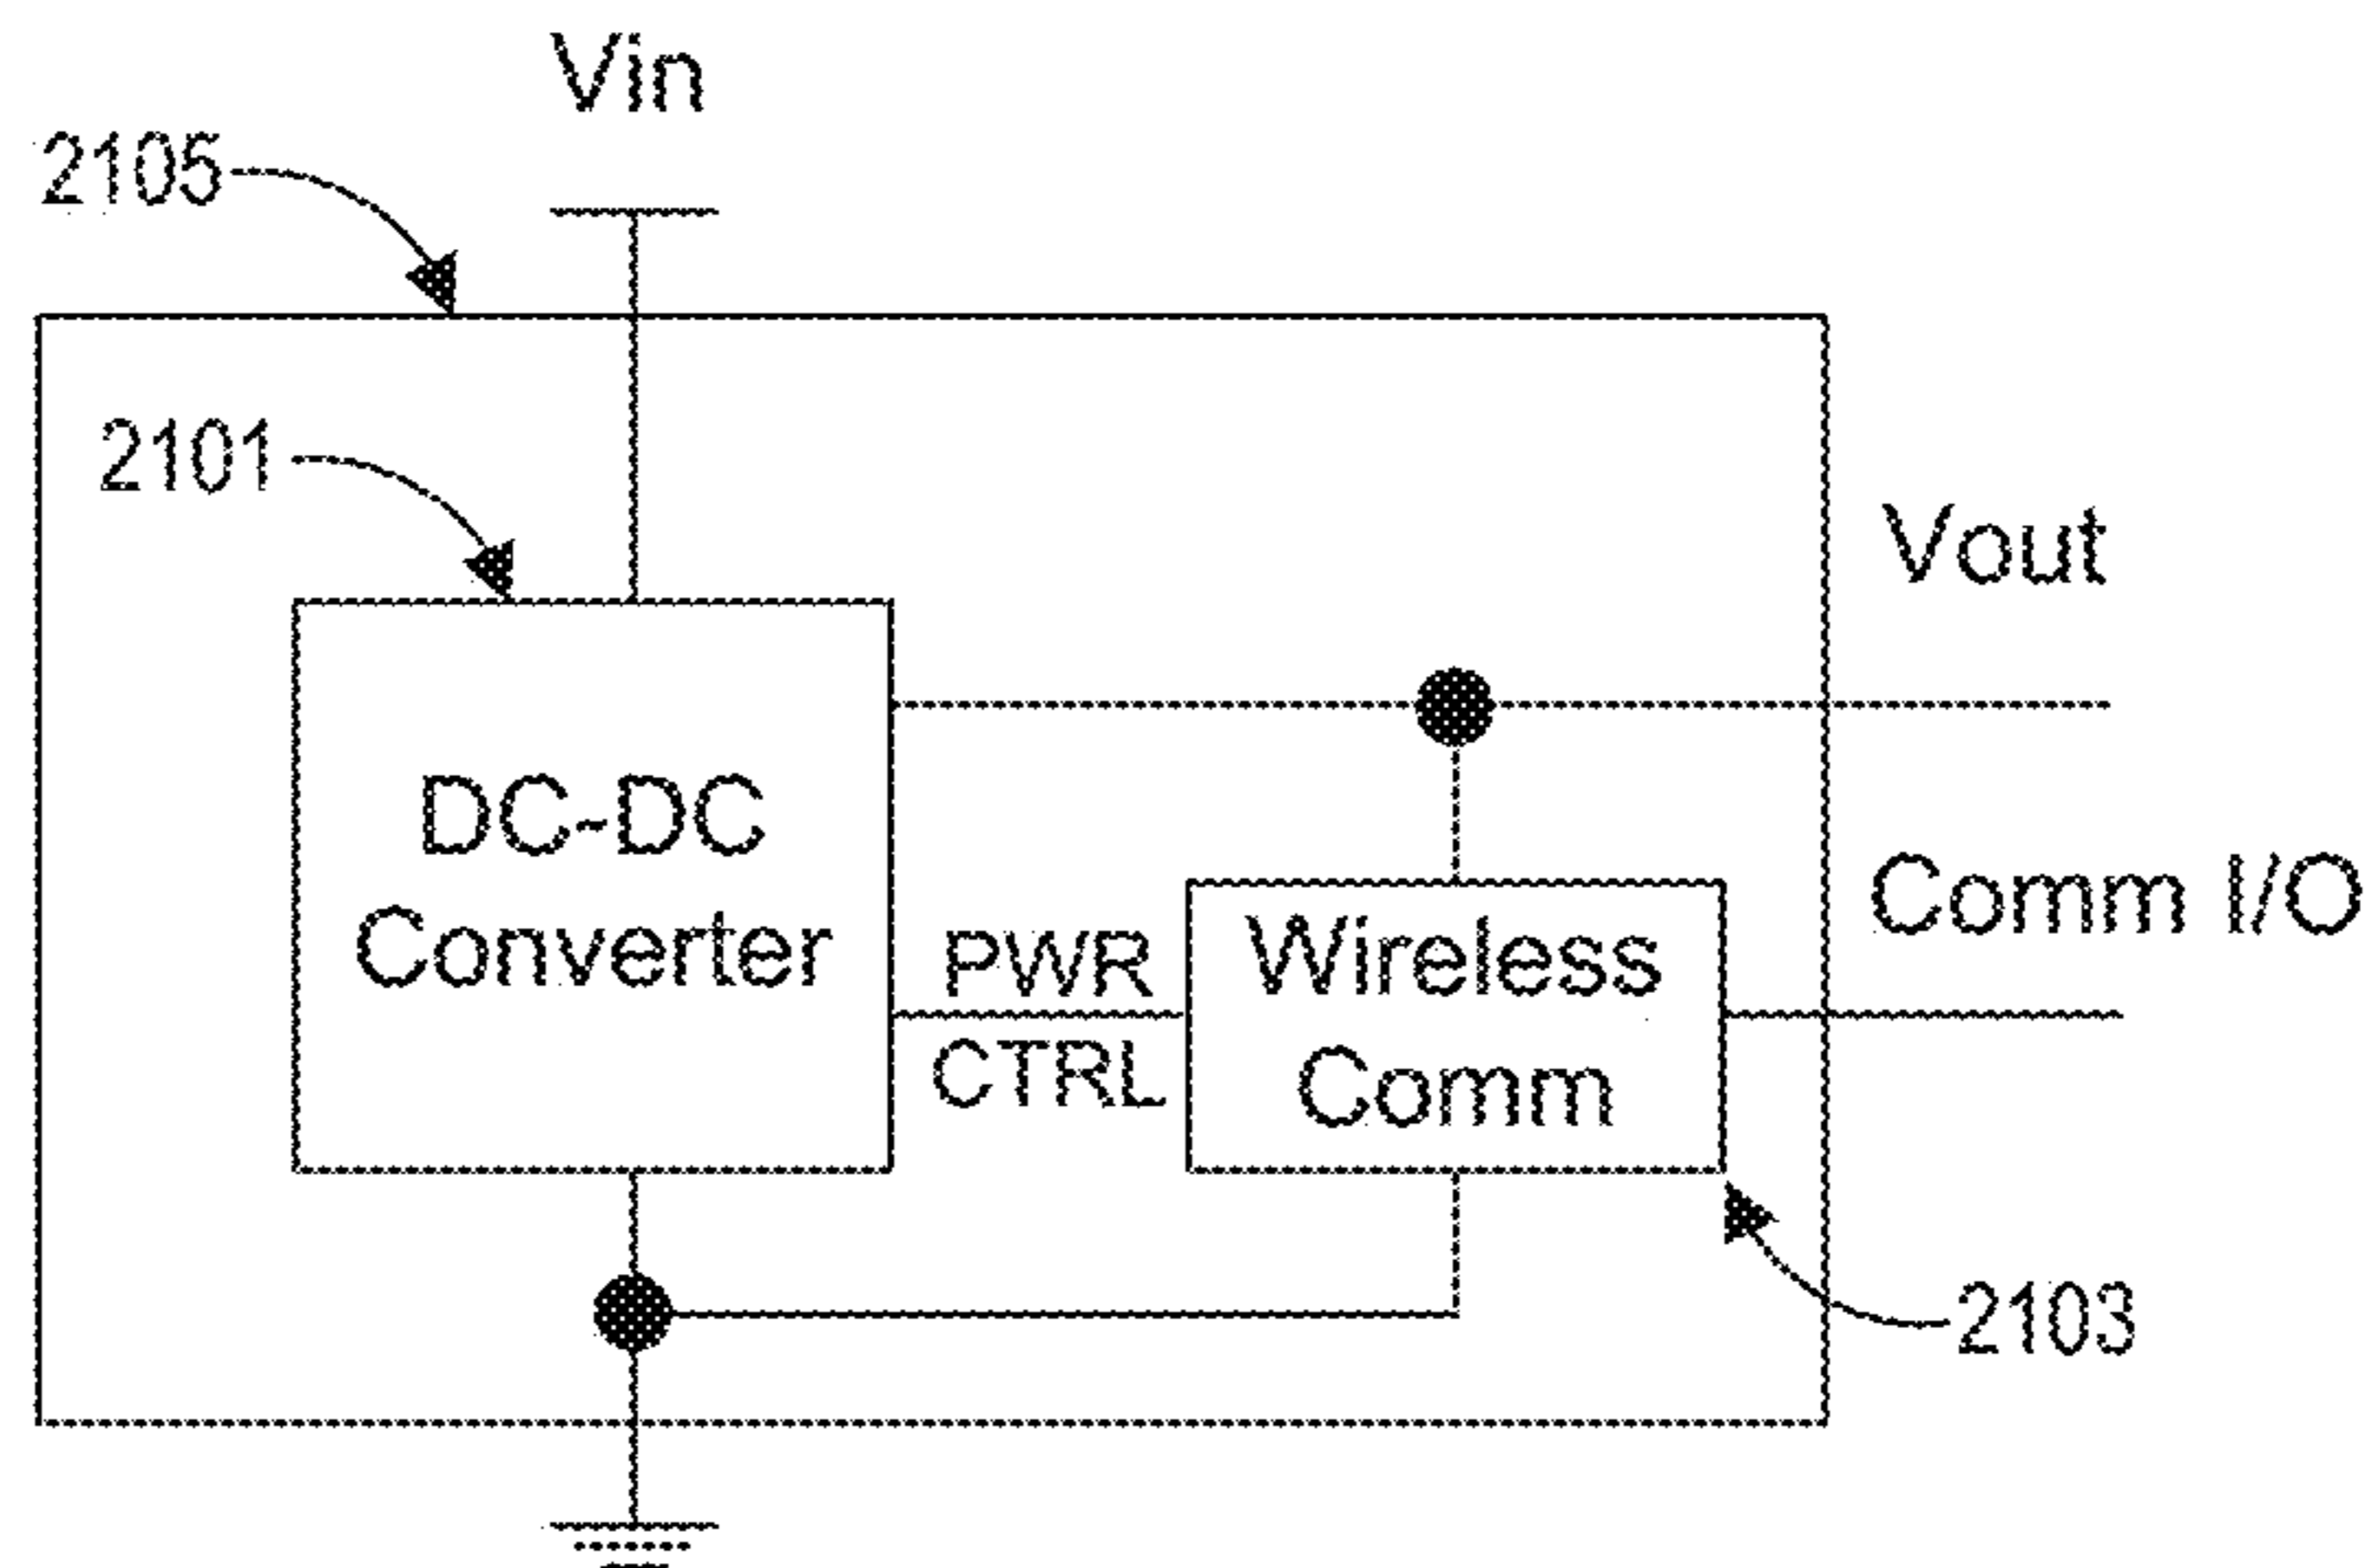 Vin
2105
2101
Vout
DC-DC
Converter
PWR
CTRL
Wireless
Comm
Comm I/O
2103